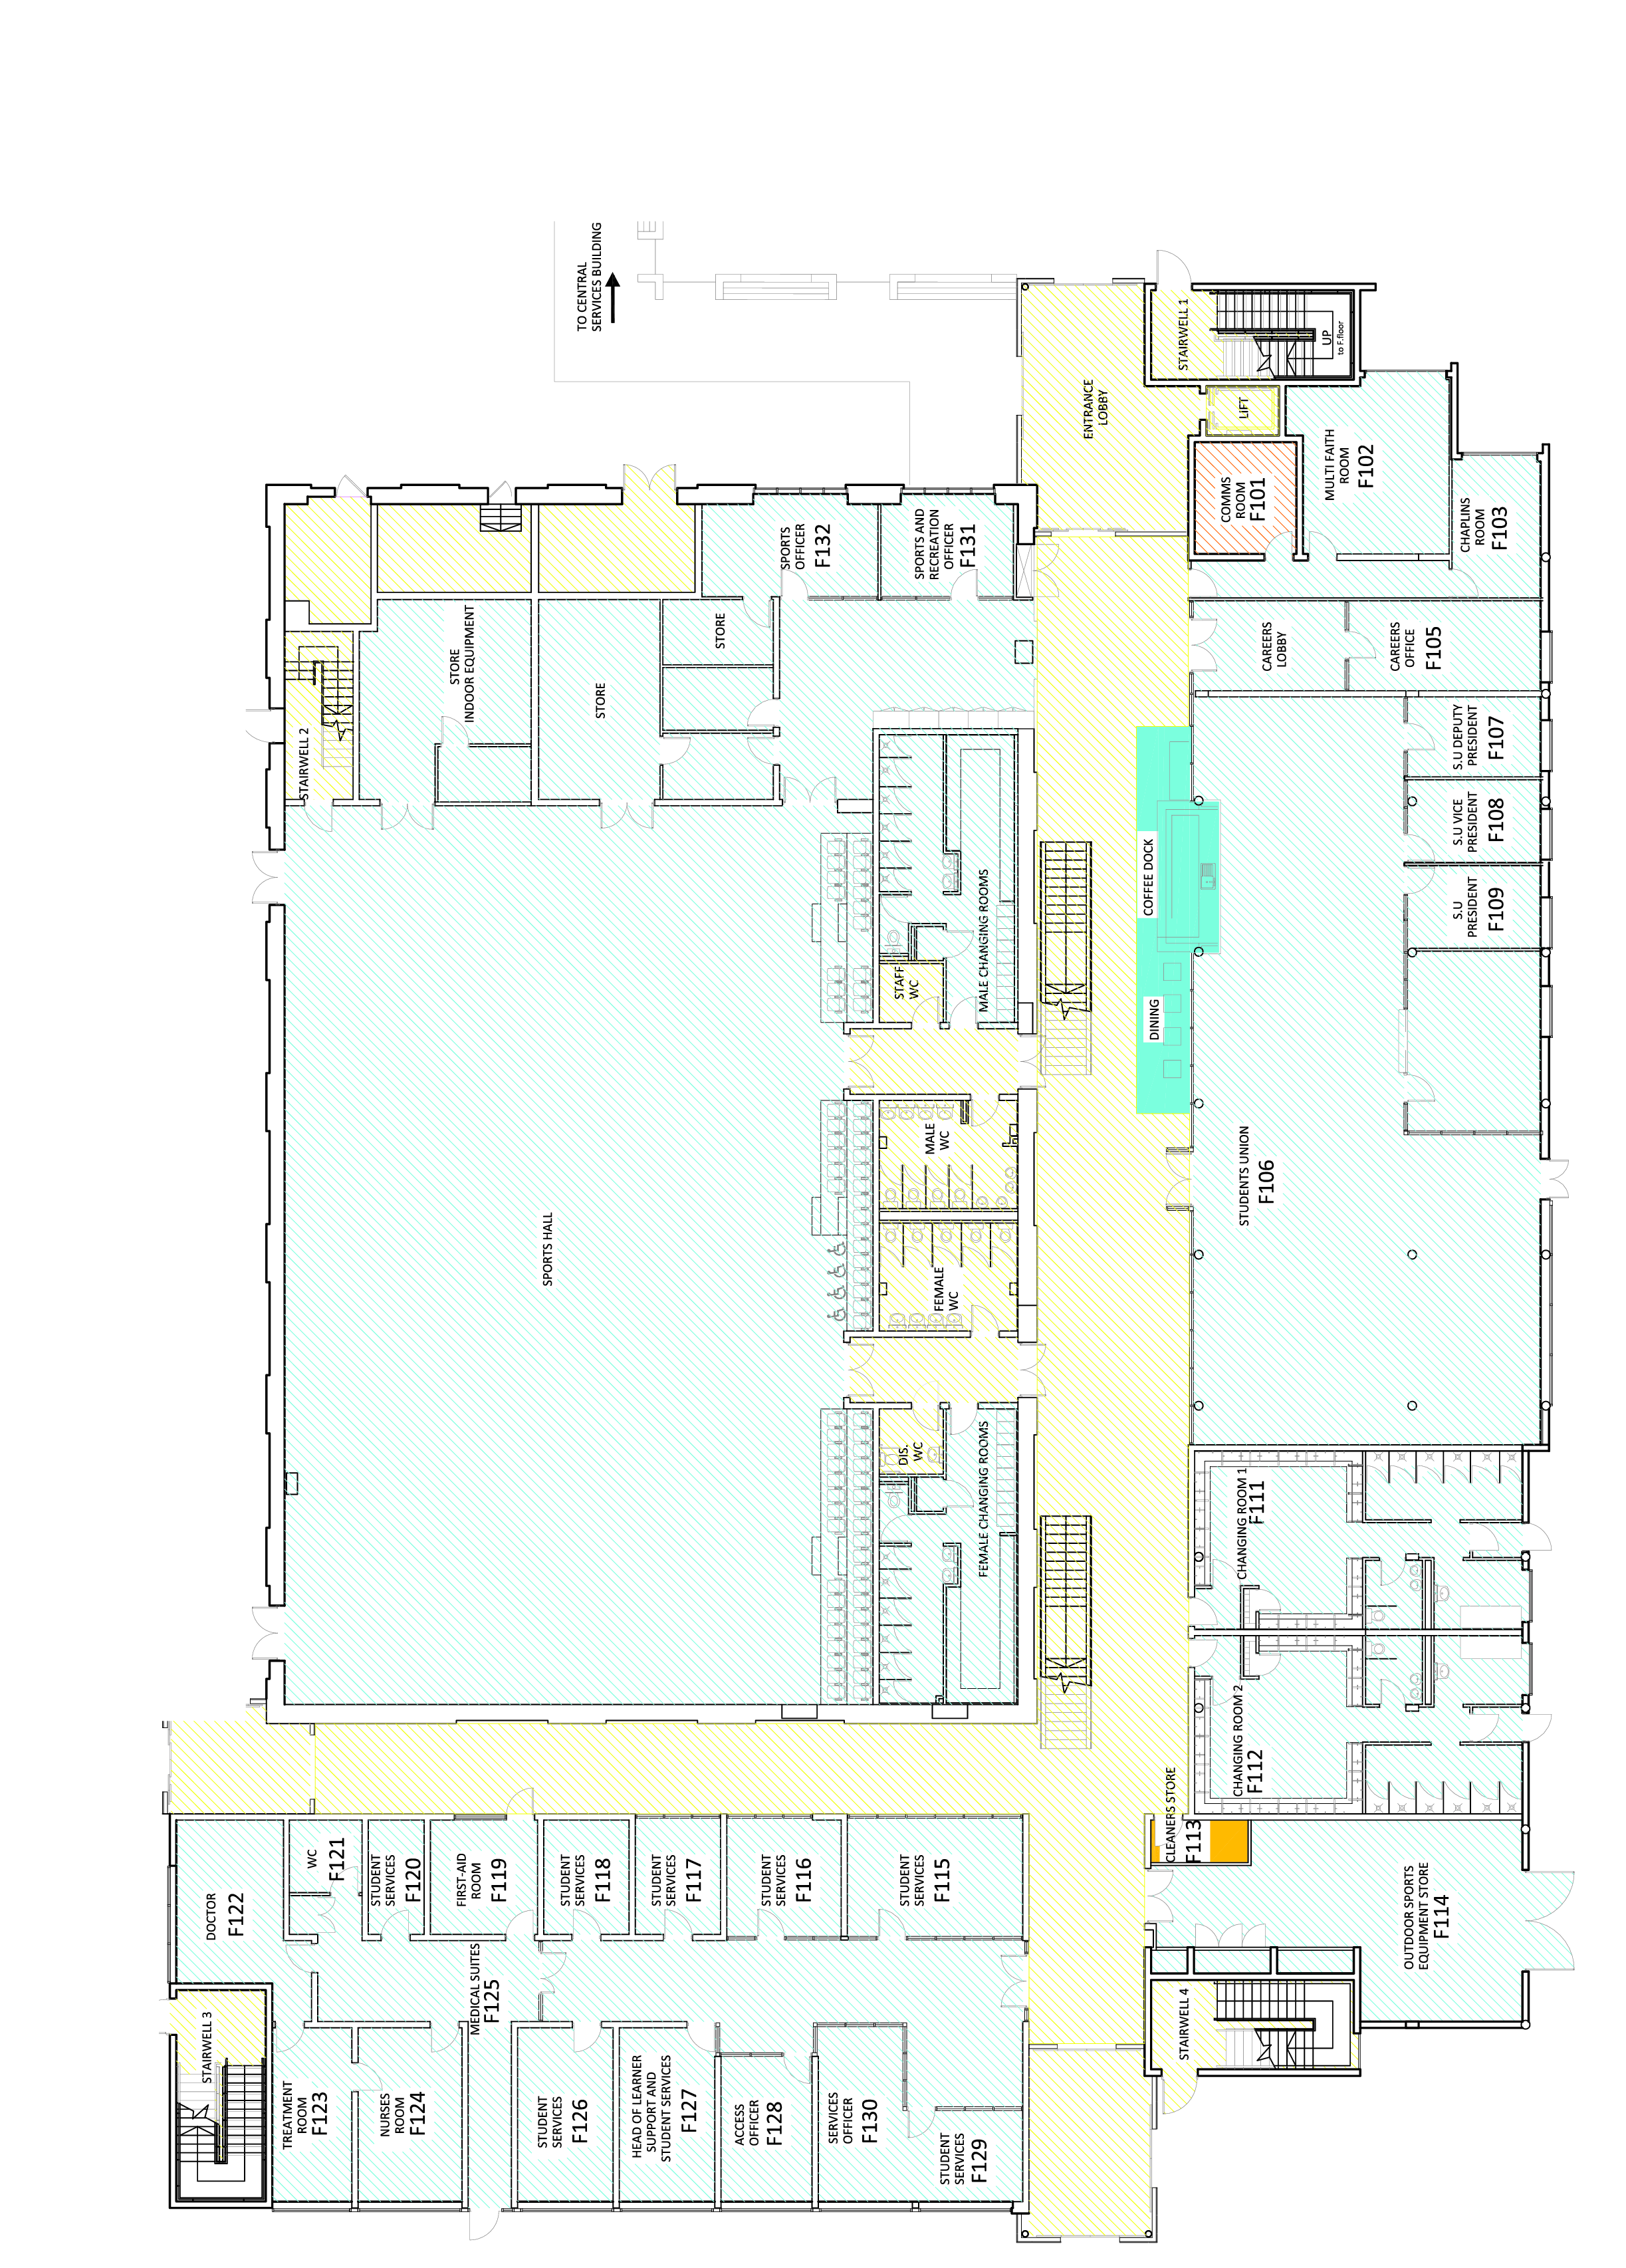 TO CENTRAL
SERVICES BUILDING
STAIRWELL 1
UP
to F.floor
ENTRANCE
LOBBY
LIFT
COMMS
ROOM
F101
MULTI FAITH
ROOM
F102
CHAPLINS
ROOM
F103
SPORTS
OFFICER
F132
SPORTS AND
RECREATION
OFFICER
F131
STORE
INDOOR EQUIPMENT
STORE
STORE
STAIRWELL 2
CAREERS
LOBBY
CAREERS
OFFICE
F105
S.U DEPUTY
PRESIDENT
F107
S.U VICE
PRESIDENT
F108
S.U
PRESIDENT
F109
COFFEE DOCK
DINING
MALE CHANGING ROOMS
STAFF
WC
MALE
WC
FEMALE
WC
DIS.
WC
FEMALE CHANGING ROOMS
SPORTS HALL
STUDENTS UNION
F106
CHANGING ROOM 1
F111
CHANGING ROOM 2
F112
CLEANERS STORE
F113
OUTDOOR SPORTS
EQUIPMENT STORE
F114
STAIRWELL 4
DOCTOR
F122
WC
F121
STUDENT
SERVICES
F120
FIRST-AID
ROOM
F119
STUDENT
SERVICES
F118
STUDENT
SERVICES
F117
STUDENT
SERVICES
F116
STUDENT
SERVICES
F115
MEDICAL SUITES
F125
STAIRWELL 3
TREATMENT
ROOM
F123
NURSES
ROOM
F124
STUDENT
SERVICES
F126
HEAD OF LEARNER
SUPPORT AND
STUDENT SERVICES
F127
ACCESS
OFFICER
F128
SERVICES
OFFICER
F130
STUDENT
SERVICES
F129